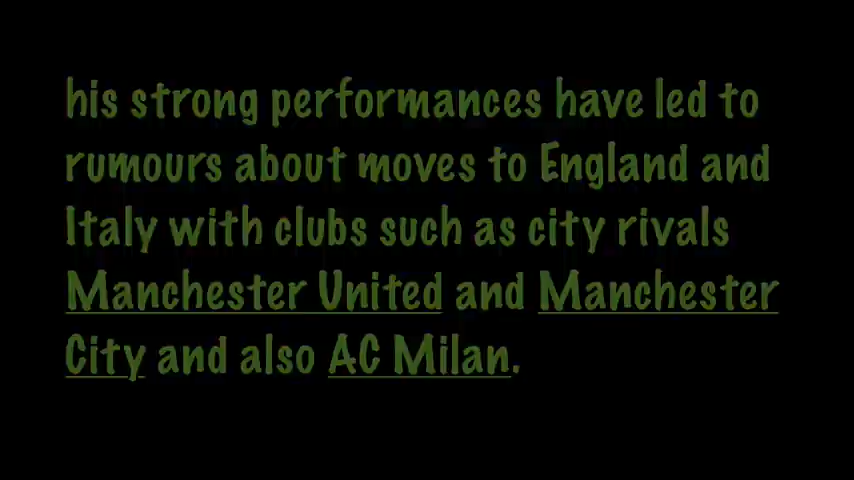 his strong performances have led to
rumours about moves to England and
Italy with clubs such as city rivals
Manchester United and Manchester
City and also AC Milan.